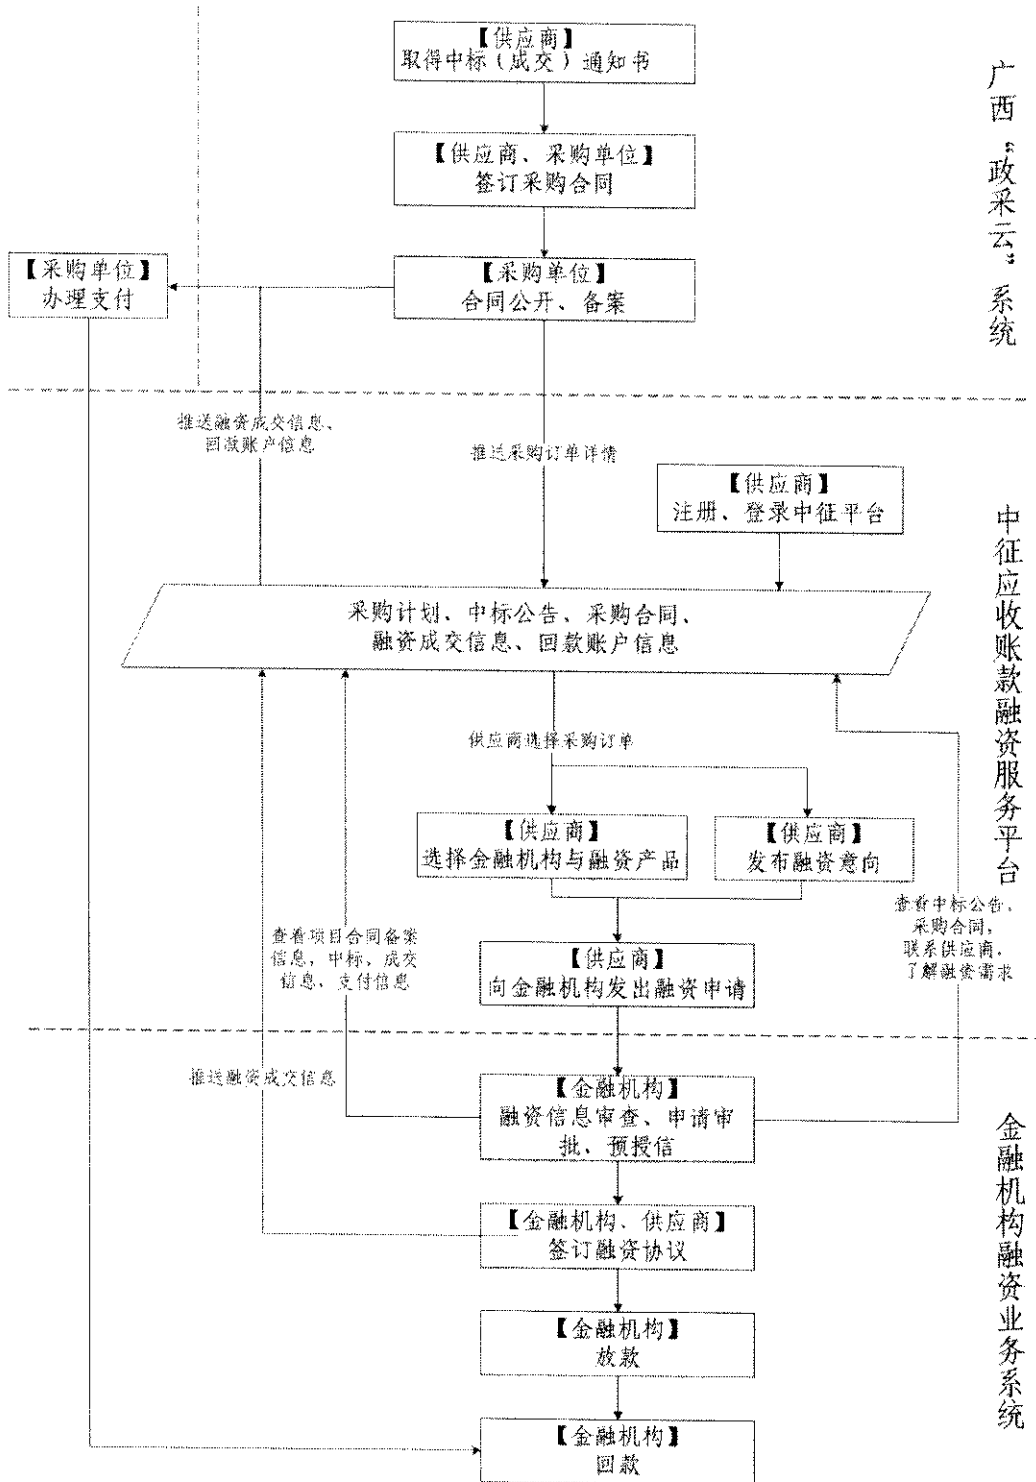 【供应商】
取得中标（成交）通知书
【供应商、采购单位】
签订采购合同
【采购单位】
办理支付
【采购单位】
合同公开、备案
广西“政采云”系统
推送融资成交信息、
回款账户信息
推送采购订单详情
【供应商】
注册、登录中征平台
采购计划、中标公告、采购合同、
融资成交信息、回款账户信息
中征应收账款融资服务平台
供应商选择采购订单
【供应商】
选择金融机构与融资产品
【供应商】
发布融资意向
查看中标公告、
采购合同，
联系供应商，
了解融资需求
查看项目合同备案
信息，中标、成交
信息、支付信息
【供应商】
向金融机构发出融资申请
推送融资成交信息
【金融机构】
融资信息审查、申请审
批、预授信
【金融机构、供应商】
签订融资协议
【金融机构】
放款
【金融机构】
回款
金融机构融资业务系统